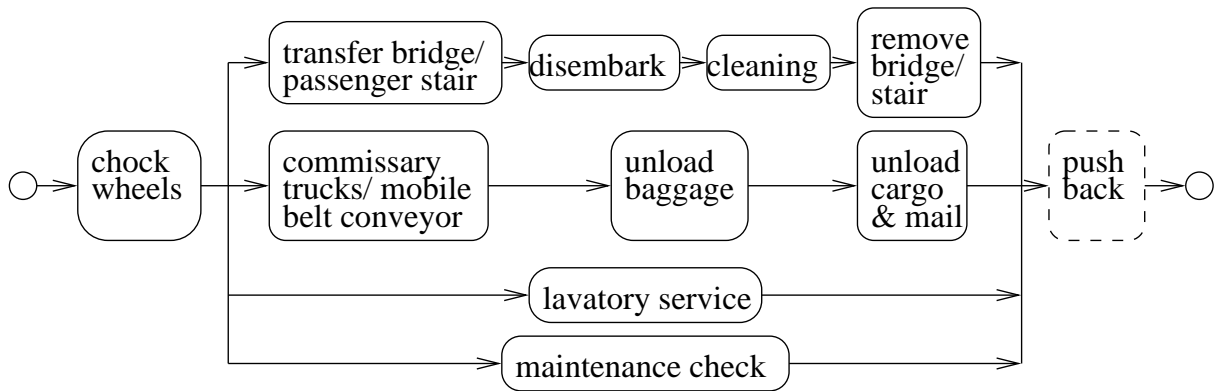 transfer bridge/
passenger stair
disembark
cleaning
remove
bridge/
stair
chock
wheels
commissary
trucks/ mobile
belt conveyor
unload
baggage
unload
cargo
& mail
push
back
lavatory service
maintenance check